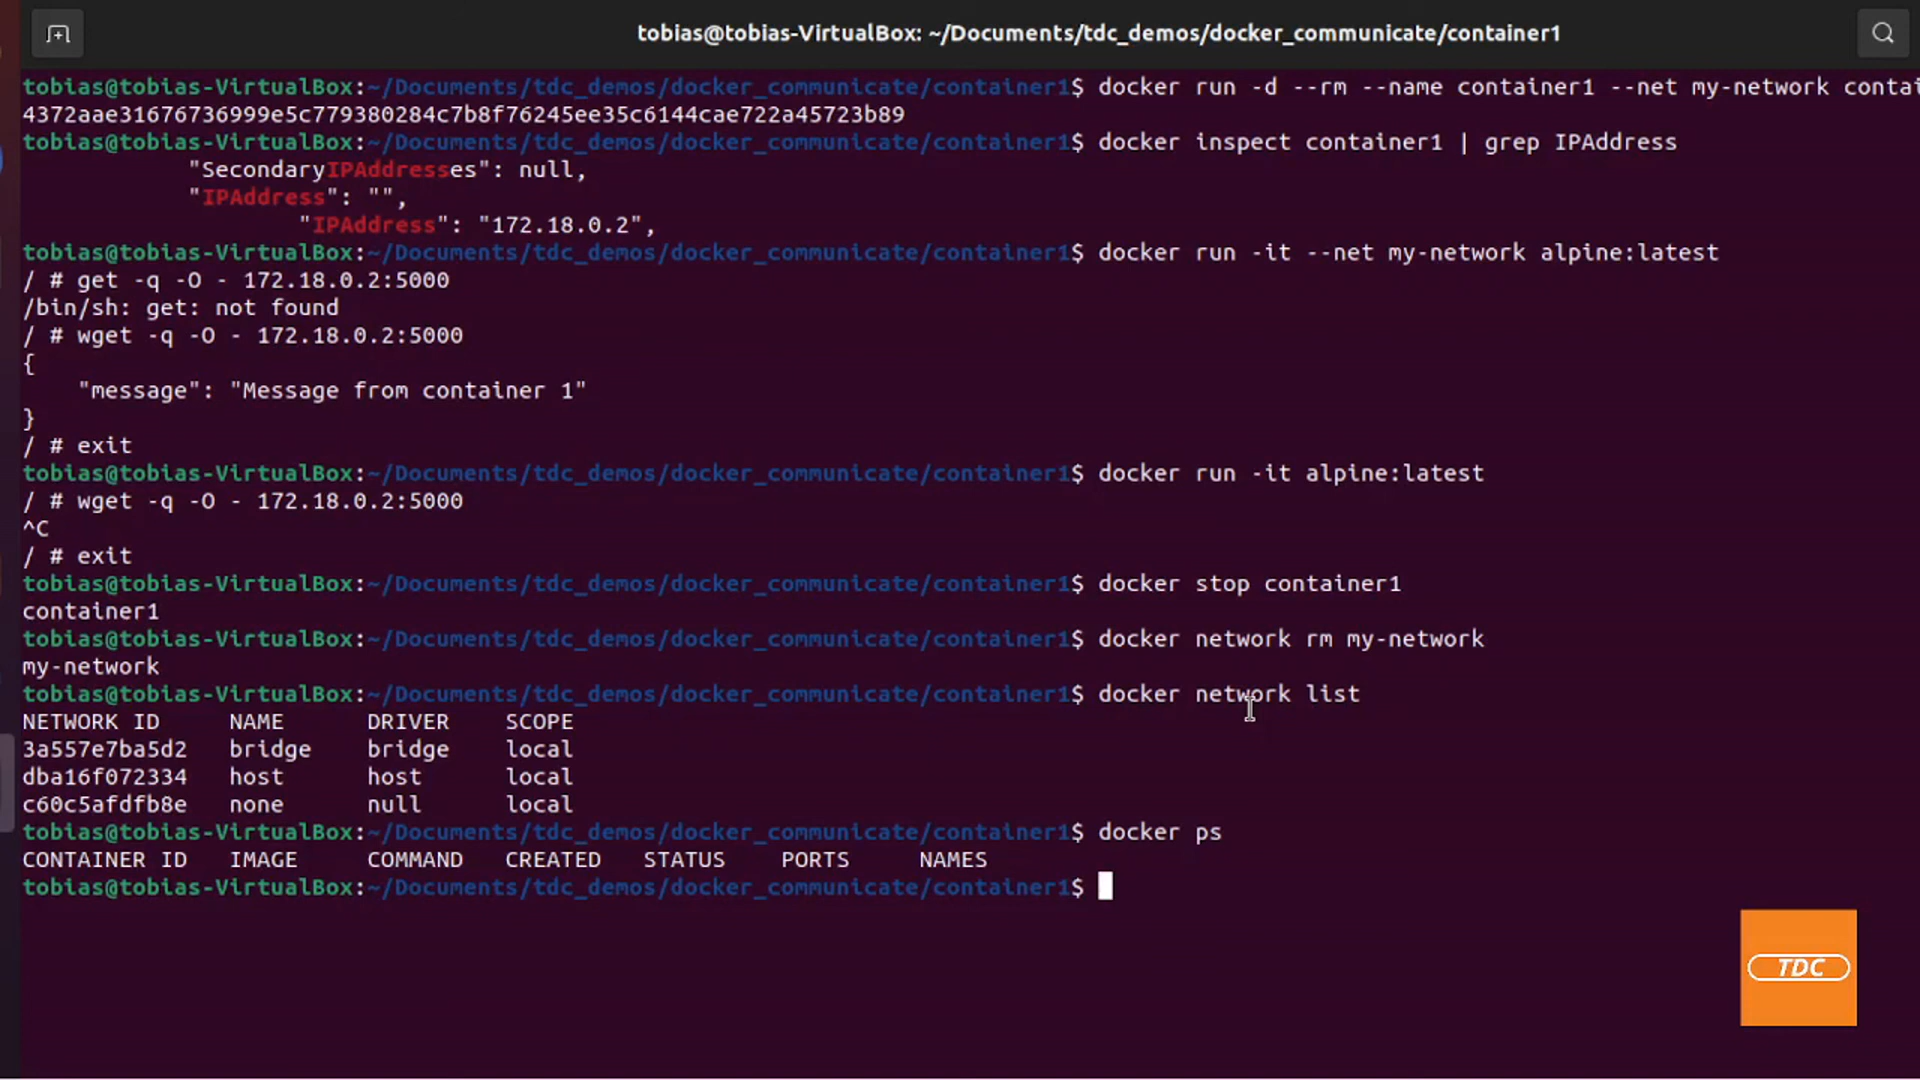 tobias@tobias-VirtualBox: ~/Documents/tdc_demos/docker_communicate/container1
tobias@tobias-VirtualBox:~/Documents/tdc_demos/docker_communicate/container1$ docker run -d --rm --name container1 --net my-network contai
4372aae31676736999e5c779380284c7b8f76245ee35c6144cae722a45723b89
tobias@tobias-VirtualBox:~/Documents/tdc_demos/docker_communicate/container1$ docker inspect container1 | grep IPAddress
"SecondaryIPAddresses": null,
"IPAddress": "",
"IPAddress": "172.18.0.2",
tobias@tobias-VirtualBox:~/Documents/tdc_demos/docker_communicate/container1$ docker run -it --net my-network alpine:latest
/ # get -q -O - 172.18.0.2:5000
/bin/sh: get: not found
/ # wget -q -O - 172.18.0.2:5000
{
"message": "Message from container 1"
}
/ # exit
tobias@tobias-VirtualBox:~/Documents/tdc_demos/docker_communicate/container1$ docker run -it alpine:latest
/ # wget -q -O - 172.18.0.2:5000
^C
/ # exit
tobias@tobias-VirtualBox:~/Documents/tdc_demos/docker_communicate/container1$ docker stop container1
container1
tobias@tobias-VirtualBox:~/Documents/tdc_demos/docker_communicate/container1$ docker network rm my-network
my-network
tobias@tobias-VirtualBox:~/Documents/tdc_demos/docker_communicate/container1$ docker network list
NETWORK ID NAME DRIVER SCOPE
3a557e7ba5d2 bridge bridge local
dba16f072334 host host local
c60c5afdfb8e none null local
tobias@tobias-VirtualBox:~/Documents/tdc_demos/docker_communicate/container1$ docker ps
CONTAINER ID IMAGE COMMAND CREATED STATUS PORTS NAMES
tobias@tobias-VirtualBox:~/Documents/tdc_demos/docker_communicate/container1$
TDC